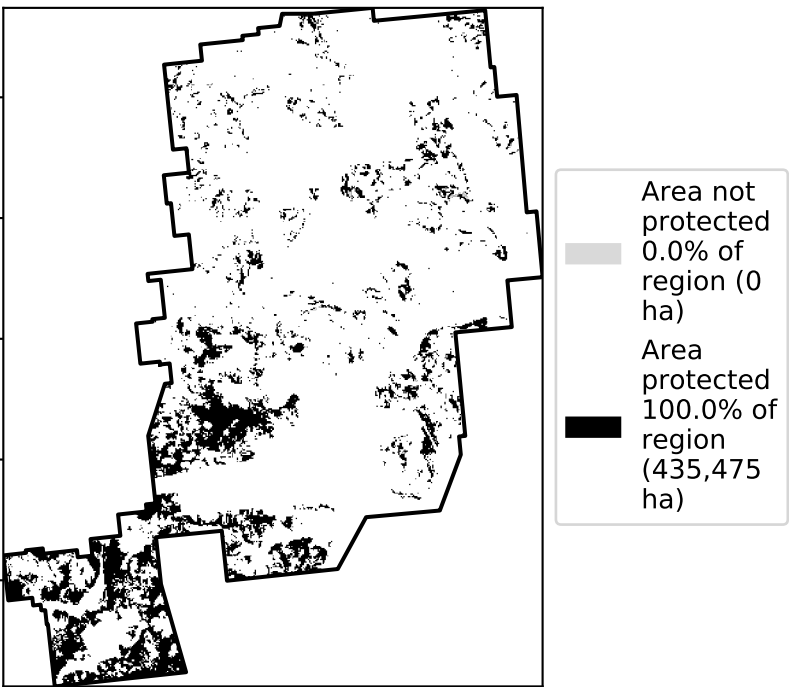 Area not
protected
0.0% of
region (0
ha)
Area
protected
100.0% of
region
(435,475
ha)